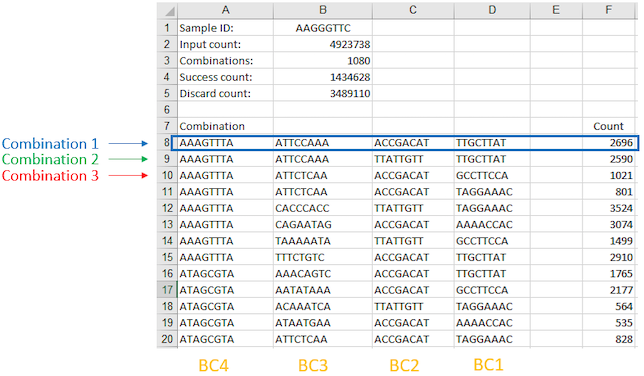 A B C D E F
1 Sample ID: AAGGGTTC
2 Input count: 4923738
3 Combinations: 1080
4 Success count: 1434628
5 Discard count: 3489110
6
7 Combination Count
Combination 1 8 AAAGTTTA ATTCCAAA ACCGACAT TTGCTTAT 2696
Combination 2 9 AAAGTTTA ATTCCAAA TTATTGTT TTGCTTAT 2590
Combination 3 10 AAAGTTTA ATTCTCAA ACCGACAT GCCTTCCA 1021
11 AAAGTTTA ATTCTCAA ACCGACAT TAGGAAAC 801
12 AAAGTTTA CACCCACC TTATTGTT TAGGAAAC 3524
13 AAAGTTTA CAGAATAG ACCGACAT AAAACCAC 3074
14 AAAGTTTA TAAAAATA TTATTGTT GCCTTCCA 1499
15 AAAGTTTA TTTCTGTC ACCGACAT TTGCTTAT 2910
16 ATAGCGTA AAACAGTC ACCGACAT TTGCTTAT 1765
17 ATAGCGTA AATATAAA ACCGACAT GCCTTCCA 2177
18 ATAGCGTA ACAAATCA TTATTGTT TAGGAAAC 564
19 ATAGCGTA ATAATGAA ACCGACAT AAAACCAC 535
20 ATAGCGTA ATTCTCAA ACCGACAT TAGGAAAC 828
BC4 BC3 BC2 BC1